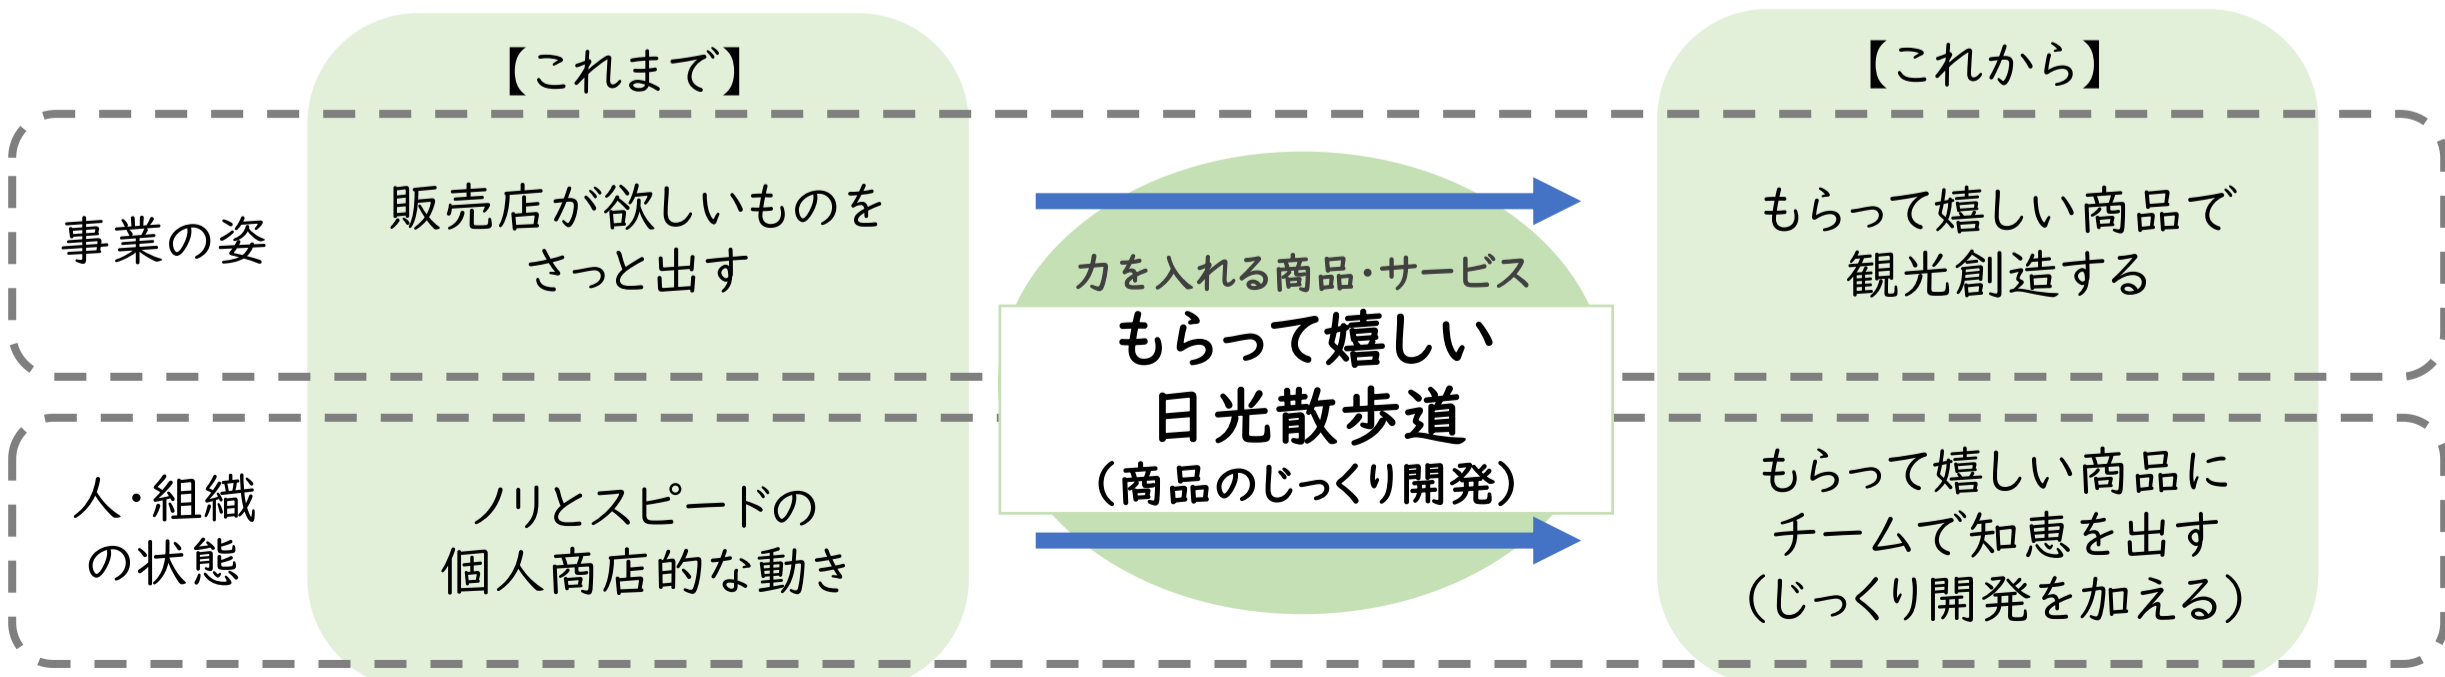 【これまで】
【これから】
事業の姿
販売店が欲しいものを
さっと出す
力を入れる商品・サービス
もらって嬉しい
日光散歩道
（商品のじっくり開発）
もらって嬉しい商品で
観光創造する
人・組織
の状態
ノリとスピードの
個人商店的な動き
もらって嬉しい商品に
チームで知恵を出す
（じっくり開発を加える）